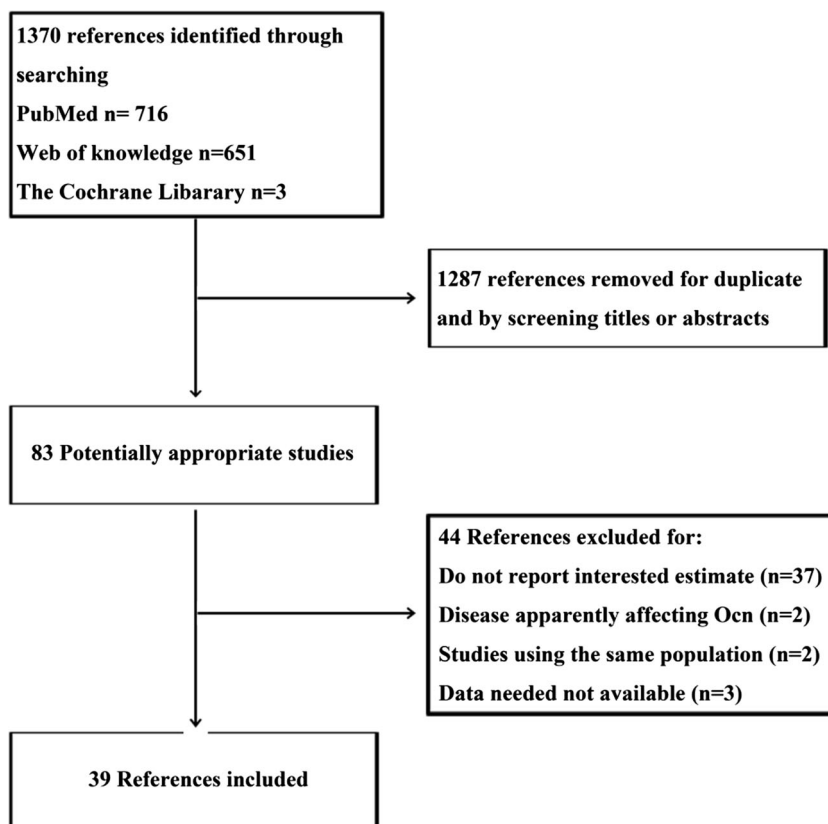 1370 references identified through
searching
PubMed n= 716
Web of knowledge n=651
The Cochrane Libarary n=3
1287 references removed for duplicate
and by screening titles or abstracts
83 Potentially appropriate studies
44 References excluded for:
Do not report interested estimate (n=37)
Disease apparently affecting Ocn (n=2)
Studies using the same population (n=2)
Data needed not available (n=3)
39 References included